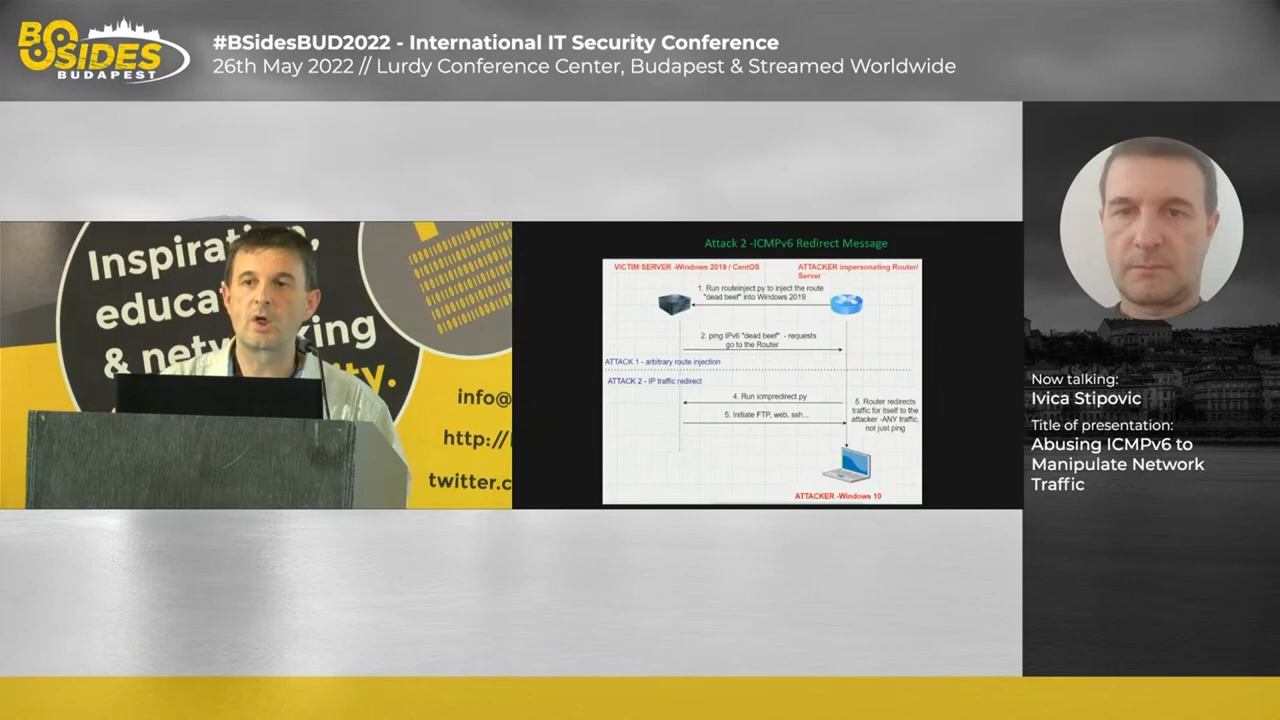 BSIDES
BUDAPEST
#BSidesBUD2022 - International IT Security Conference
26th May 2022 // Lurdy Conference Center, Budapest & Streamed Worldwide
Inspiration,
& networking
info@
http://
twitter.c
Attack 2 -ICMPv6 Redirect Message
VICTIM SERVER -Windows 2019 / CentOS
ATTACKER impersonating Router/
Server
1. Run routeinject.py to inject the route
"dead beef" into Windows 2019
2. ping IPv6 "dead beef" - requests
go to the Router
ATTACK 1 - arbitrary route injection
ATTACK 2 - IP traffic redirect
4. Run icmpredirect.py
5. Initiate FTP, web, ssh...
5. Router redirects
traffic for itself to the
attacker -ANY traffic,
not just ping
ATTACKER -Windows 10
Now talking:
Ivica Stipovic
Title of presentation:
Abusing ICMPv6 to
Manipulate Network
Traffic